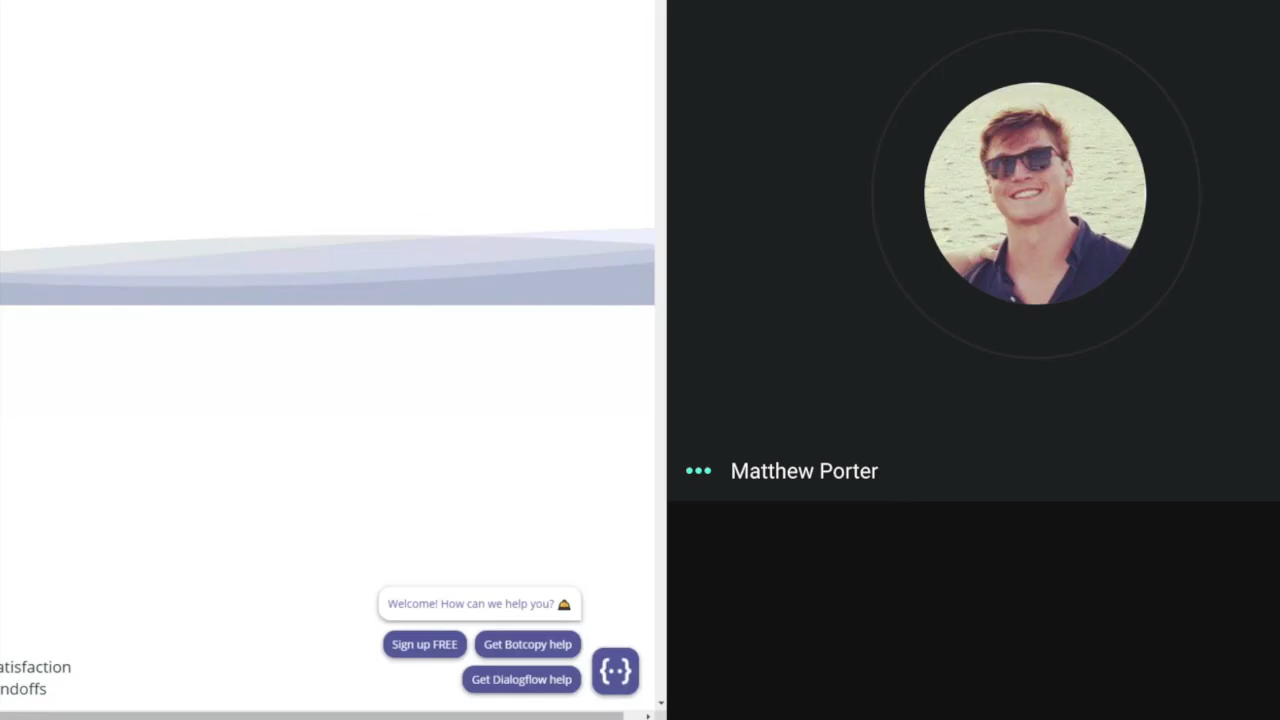 Matthew Porter
Welcome! How can we help you?
Sign up FREE
Get Botcopy help
Get Dialogflow help
atisfaction
ndoffs